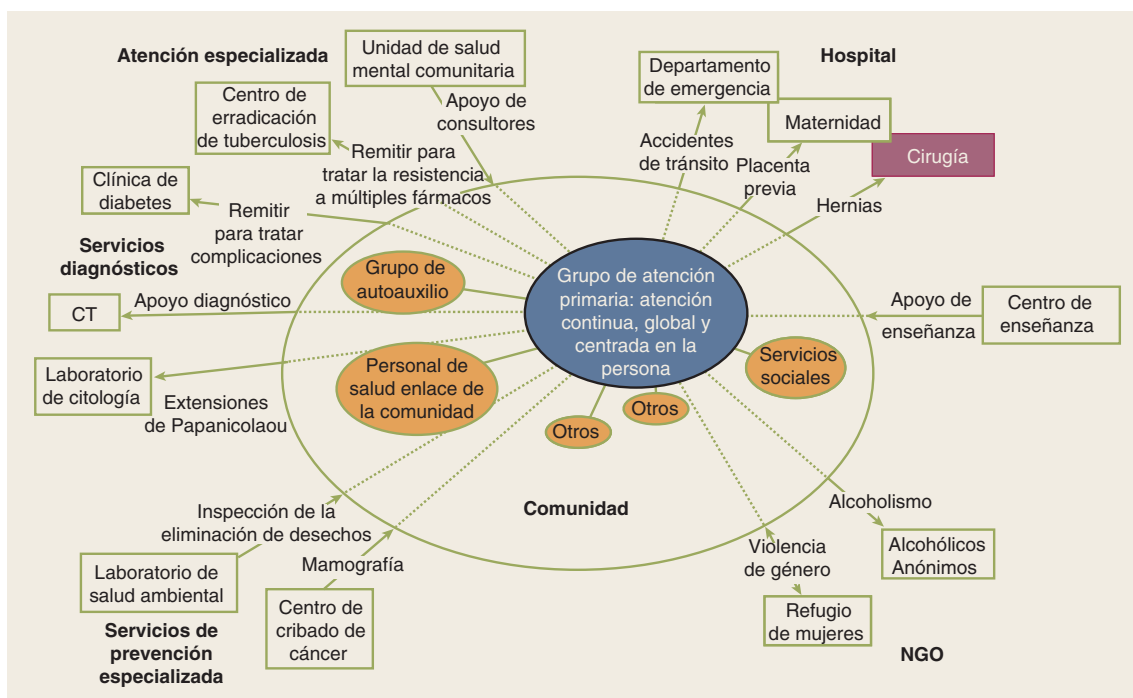 Atención especializada
Unidad de salud
mental comunitaria
Hospital
Departamento
de emergencia
Maternidad
Cirugía
Centro de
erradicación
de tuberculosis
Apoyo de
consultores
Accidentes
de tránsito
Placenta
previa
Hernias
Remitir para
tratar la resistencia
a múltiples fármacos
Clínica de
diabetes
Remitir
para tratar
complicaciones
Servicios
diagnósticos
CT
Apoyo diagnóstico
Grupo de
autoauxilio
Grupo de atención
primaria: atención
continua, global y
centrada en la
persona
Apoyo de
enseñanza
Centro de
enseñanza
Laboratorio
de citología
Extensiones
de Papanicolaou
Personal de
salud enlace de
la comunidad
Servicios
sociales
Otros
Otros
Comunidad
Inspección de la
eliminación de desechos
Laboratorio de
salud ambiental
Mamografía
Centro de
cribado de
cáncer
Servicios de
prevención
especializada
Alcoholismo
Alcohólicos
Anónimos
Violencia
de género
Refugio
de mujeres
NGO